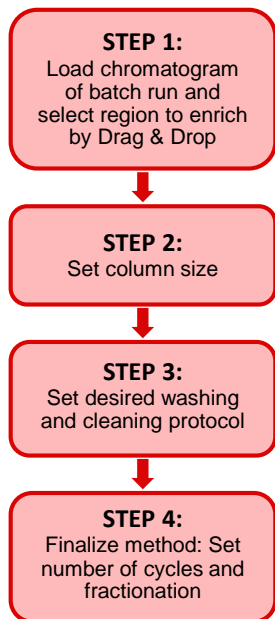 STEP 1:
Load chromatogram
of batch run and
select region to enrich
by Drag & Drop
STEP 2:
Set column size
STEP 3:
Set desired washing
and cleaning protocol
STEP 4:
Finalize method: Set
number of cycles and
fractionation